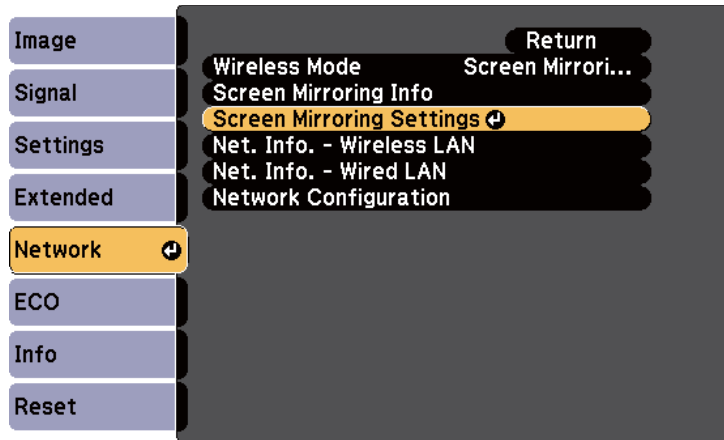 Image
Signal
Settings
Extended
Network
ECO
Info
Reset
Return
Wireless Mode Screen Mirrori...
Screen Mirroring Info
Screen Mirroring Settings
Net. Info. - Wireless LAN
Net. Info. - Wired LAN
Network Configuration